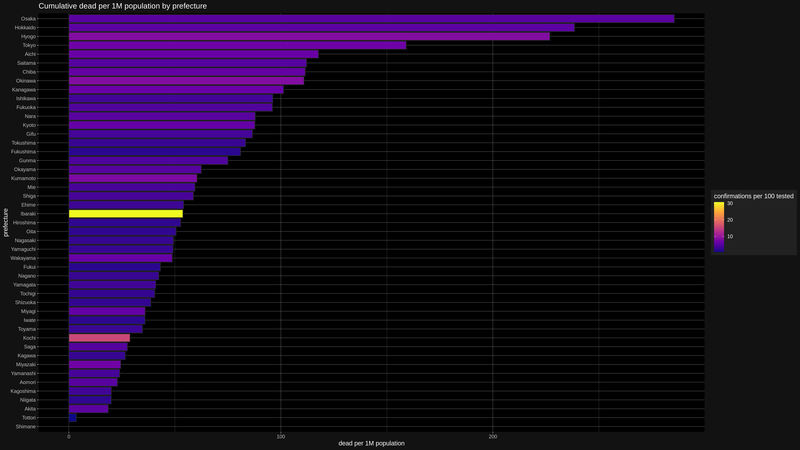 Cumulative dead per 1M population by prefecture
prefecture
Osaka
Hokkaido
Hyogo
Tokyo
Aichi
Saitama
Chiba
Okinawa
Kanagawa
Ishikawa
Fukuoka
Nara
Kyoto
Gifu
Tokushima
Fukushima
Gunma
Okayama
Kumamoto
Mie
Shiga
Ehime
Ibaraki
Hiroshima
Oita
Nagasaki
Yamaguchi
Wakayama
Fukui
Nagano
Yamagata
Tochigi
Shizuoka
Miyagi
Iwate
Toyama
Kochi
Saga
Kagawa
Miyazaki
Yamanashi
Aomori
Kagoshima
Niigata
Akita
Tottori
Shimane
0 100 200
dead per 1M population
confirmations per 100 tested
30
20
10